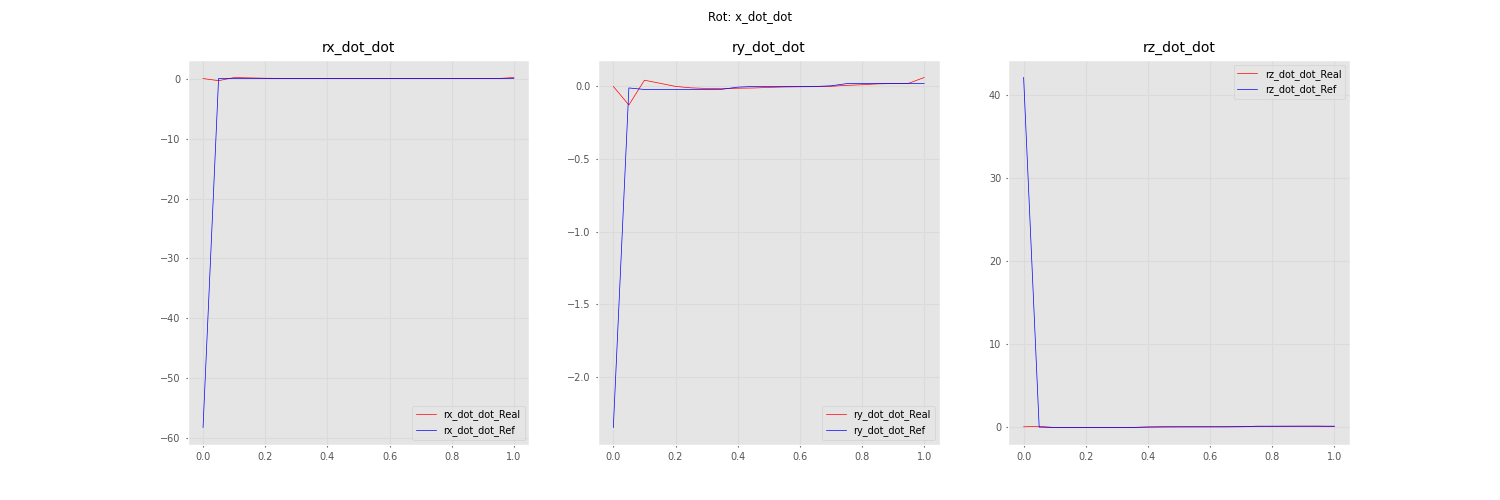 Rot: x_dot_dot
rx_dot_dot
0
−10
−20
−30
−40
−50
−60
0.0 0.2 0.4 0.6 0.8 1.0
rx_dot_dot_Real
rx_dot_dot_Ref
ry_dot_dot
0.0
−0.5
−1.0
−1.5
−2.0
0.0 0.2 0.4 0.6 0.8 1.0
ry_dot_dot_Real
ry_dot_dot_Ref
rz_dot_dot
rz_dot_dot_Real
rz_dot_dot_Ref
40
30
20
10
0
0.0 0.2 0.4 0.6 0.8 1.0